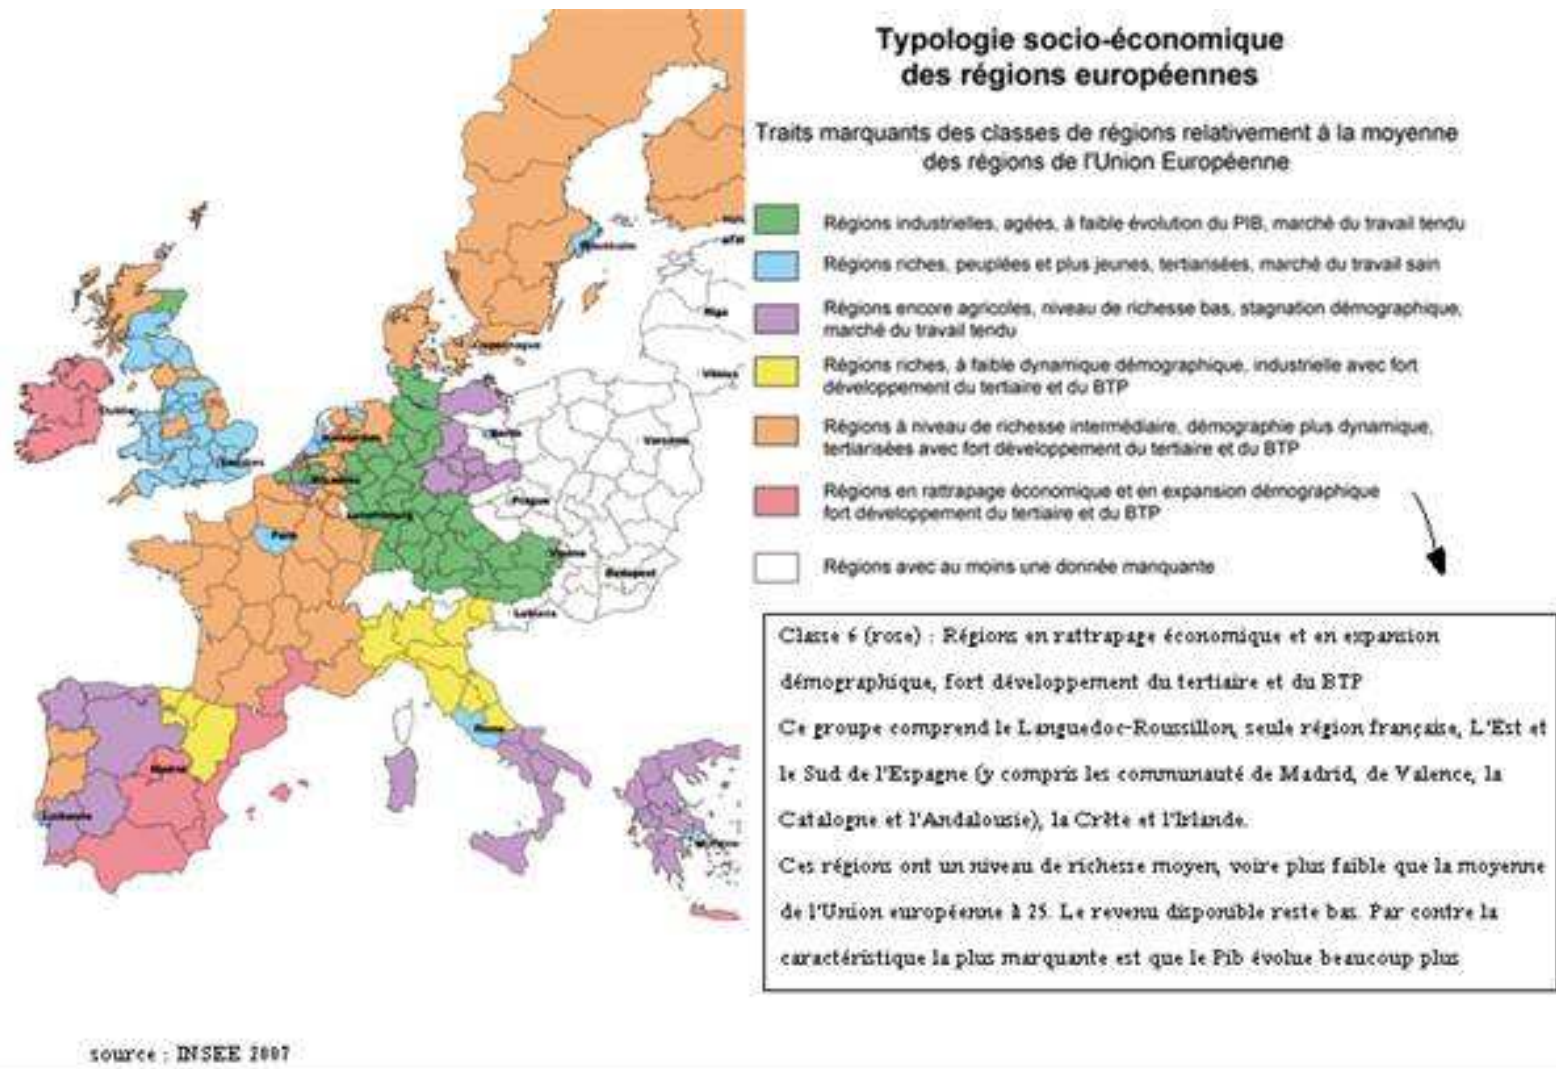 Typologie socio-économique
des régions européennes
Traits marquants des classes de régions relativement à la moyenne
des régions de l'Union Européenne
Régions industrielles, agées, à faible évolution du PIB, marché du travail tendu
Régions riches, peuplées et plus jeunes, tertiarisées, marché du travail sain
Régions encore agricoles, niveau de richesse bas, stagnation démographique,
marché du travail tendu
Régions riches, à faible dynamique démographique, industrielle avec fort
développement du tertiaire et du BTP
Régions à niveau de richesse intermédiaire, démographie plus dynamique,
tertiarisées avec fort développement du tertiaire et du BTP
Régions en rattrapage économique et en expansion démographique
fort développement du tertiaire et du BTP
Régions avec au moins une donnée manquante
Classe 6 (rose) : Régions en rattrapage économique et en expansion
démographique, fort développement du tertiaire et du BTP
Ce groupe comprend le Languedoc-Roussillon, seule région française, L'Est et
le Sud de l'Espagne (y compris les communauté de Madrid, de Valence, la
Catalogne et l'Andalousie), la Crête et l'Irlande.
Ces régions ont un niveau de richesse moyen, voire plus faible que la moyenne
de l'Union européenne à 25. Le revenu disponible reste bas. Par contre la
caractéristique la plus marquante est que le Pib évolue beaucoup plus
Stockholm
Riga
Copenhague
Vilnius
Dublin
Berlin
Varsovie
Londres
Bruxelles
Prague
Luxembourg
Paris
Vienne
Budapest
Rome
Madrid
Lisbonne
source : INSEE 2007